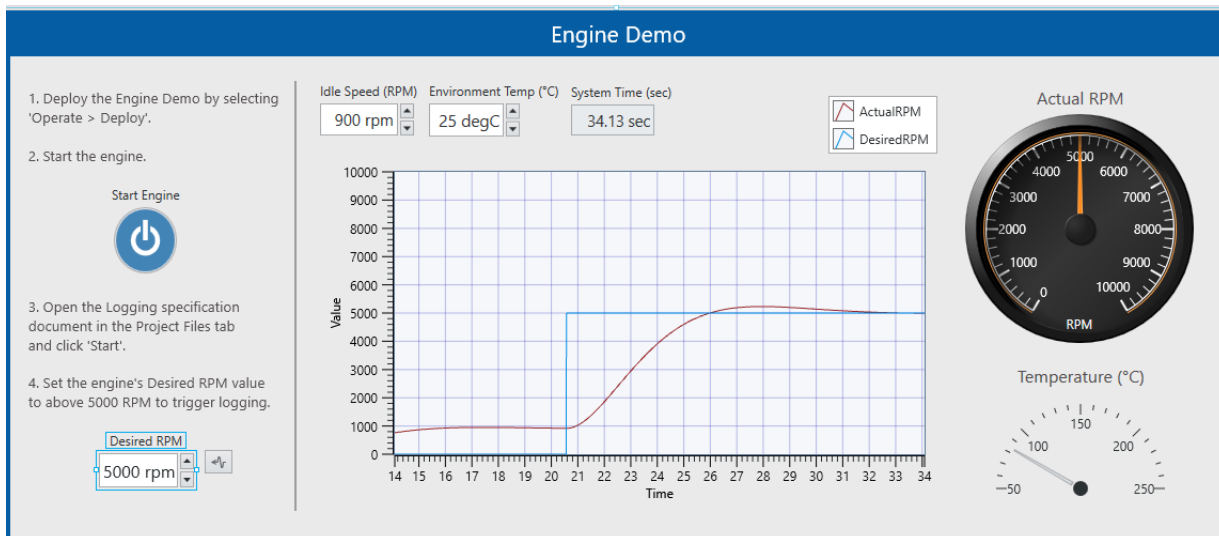 Engine Demo
1. Deploy the Engine Demo by selecting
'Operate > Deploy'.
2. Start the engine.
Start Engine
3. Open the Logging specification
document in the Project Files tab
and click 'Start'.
4. Set the engine's Desired RPM value
to above 5000 RPM to trigger logging.
Desired RPM
5000 rpm
Idle Speed (RPM)
900 rpm
Environment Temp (°C)
25 degC
System Time (sec)
34.13 sec
ActualRPM
DesiredRPM
Value
10000
9000
8000
7000
6000
5000
4000
3000
2000
1000
0
14 15 16 17 18 19 20 21 22 23 24 25 26 27 28 29 30 31 32 33 34
Time
Actual RPM
0
1000
2000
3000
4000
5000
6000
7000
8000
9000
10000
RPM
Temperature (°C)
50
100
150
200
250